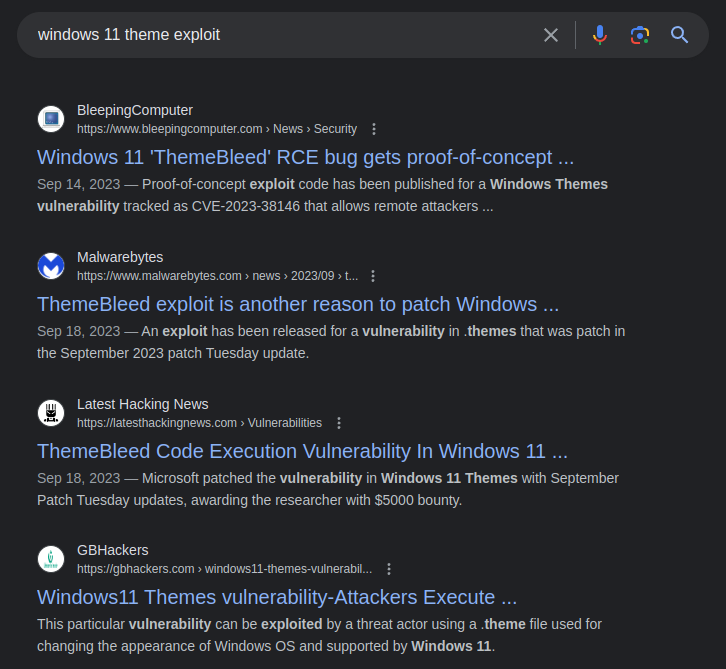 windows 11 theme exploit
BleepingComputer
https://www.bleepingcomputer.com › News › Security
Windows 11 'ThemeBleed' RCE bug gets proof-of-concept ...
Sep 14, 2023 — Proof-of-concept exploit code has been published for a Windows Themes
vulnerability tracked as CVE-2023-38146 that allows remote attackers ...
Malwarebytes
https://www.malwarebytes.com › news › 2023/09 › t...
ThemeBleed exploit is another reason to patch Windows ...
Sep 18, 2023 — An exploit has been released for a vulnerability in .themes that was patch in
the September 2023 patch Tuesday update.
Latest Hacking News
https://latesthackingnews.com › Vulnerabilities
ThemeBleed Code Execution Vulnerability In Windows 11 ...
Sep 18, 2023 — Microsoft patched the vulnerability in Windows 11 Themes with September
Patch Tuesday updates, awarding the researcher with $5000 bounty.
GBHackers
https://gbhackers.com › windows11-themes-vulnerabil...
Windows11 Themes vulnerability-Attackers Execute ...
This particular vulnerability can be exploited by a threat actor using a .theme file used for
changing the appearance of Windows OS and supported by Windows 11.